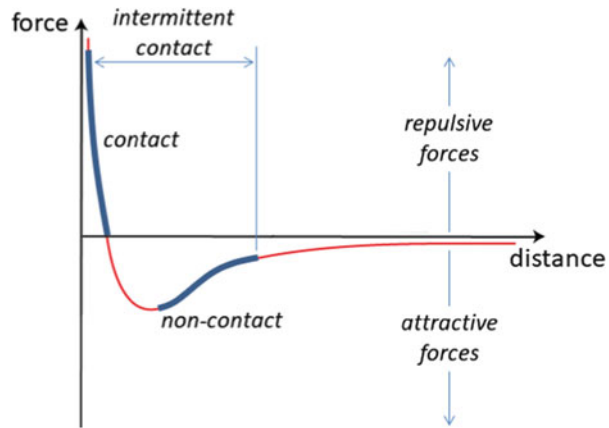 force
intermittent
contact
contact
repulsive
forces
distance
non-contact
attractive
forces